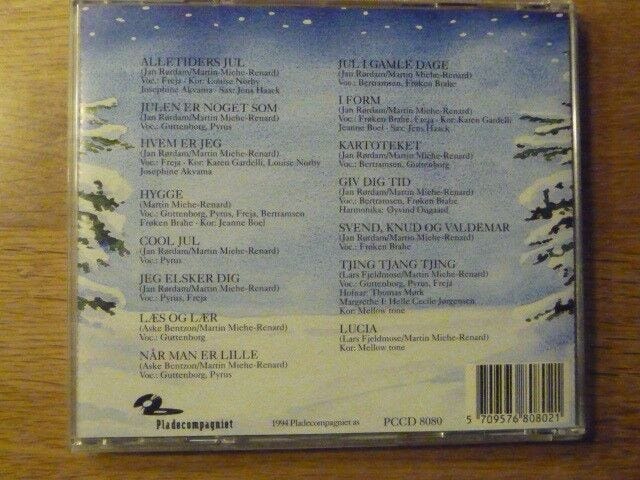 ALLETIDERS JUL
(Jan Rørdam/Martin Miehe-Renard)
Voc.: Freja - Kor: Louise Norby
Josephine Akvama - Sax: Jens Haack
JULEN ER NOGET SOM
(Jan Rørdam/Martin Miehe-Renard)
Voc.: Guttenborg, Pyrus
HVEM ER JEG
(Jan Rørdam/Martin Miehe-Renard)
Voc.: Freja - Kor: Karen Gardelli, Louise Norby
Josephine Akvama
HYGGE
(Martin Miehe-Renard)
Voc.: Guttenborg, Pyrus, Freja, Bertramsen
Frøken Brahe - Kor: Jeanne Boel
COOL JUL
(Jan Rørdam/Martin Miehe-Renard)
Voc.: Pyrus
JEG ELSKER DIG
(Jan Rørdam/Martin Miehe-Renard)
Voc.: Pyrus, Freja
LÆS OG LÆR
(Aske Bentzon/Martin Miehe-Renard)
Voc.: Guttenborg
NÅR MAN ER LILLE
(Aske Bentzon/Martin Miehe-Renard)
Voc.: Guttenborg, Pyrus
JUL I GAMLE DAGE
(Jan Rørdam/Martin Miehe-Renard)
Voc.: Bertramsen, Frøken Brahe
I FORM
(Jan Rørdam/Martin Miehe-Renard)
Voc.: Frøken Brahe, Freja - Kor: Karen Gardelli
Jeanne Boel - Sax: Jens Haack
KARTOTEKET
(Jan Rørdam/Martin Miehe-Renard)
Voc.: Bertramsen, Guttenborg
GIV DIG TID
(Jan Rørdam/Martin Miehe-Renard)
Voc.: Bertramsen, Frøken Brahe
Harmonika: Øyvind Ougaard
SVEND, KNUD OG VALDEMAR
(Jan Rørdam/Martin Miehe-Renard)
Voc.: Frøken Brahe
TJING TJANG TJING
(Lars Fjeldmose/Martin Miehe-Renard)
Voc.: Guttenborg, Pyrus, Freja
Hofnar: Thomas Mørk
Margrethe I: Helle Cecile Jørgensen
Kor: Mellow tone
LUCIA
(Lars Fjeldmose/Martin Miehe-Renard)
Kor: Mellow tone
Pladecompagniet
1994 Pladecompagniet as
PCCD 8080
5 709576 808021